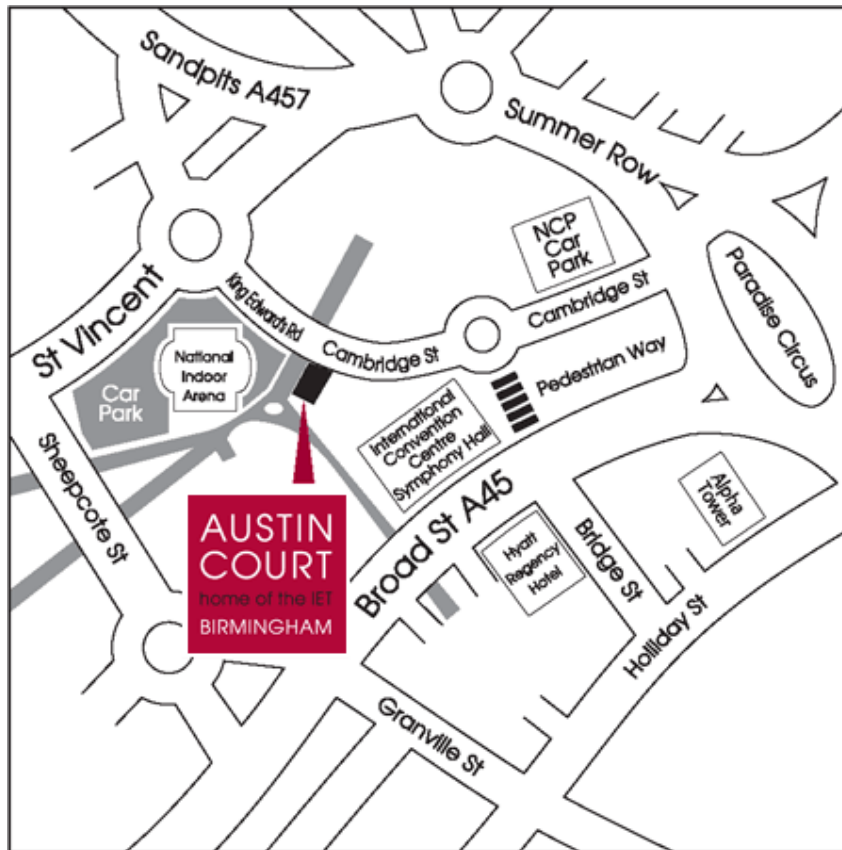 Sandpits A457
Summer Row
NCP
Car
Park
Paradise Circus
St Vincent
King Edwards Rd
Cambridge St
Cambridge St
National
Indoor
Arena
Car
Park
Pedestrian Way
International
Convention
Centre
Symphony Hall
Sheepcote St
AUSTIN
COURT
home of the IET
BIRMINGHAM
Broad St A45
Hyatt
Regency
Hotel
Bridge St
Alpha
Tower
Holliday St
Granville St